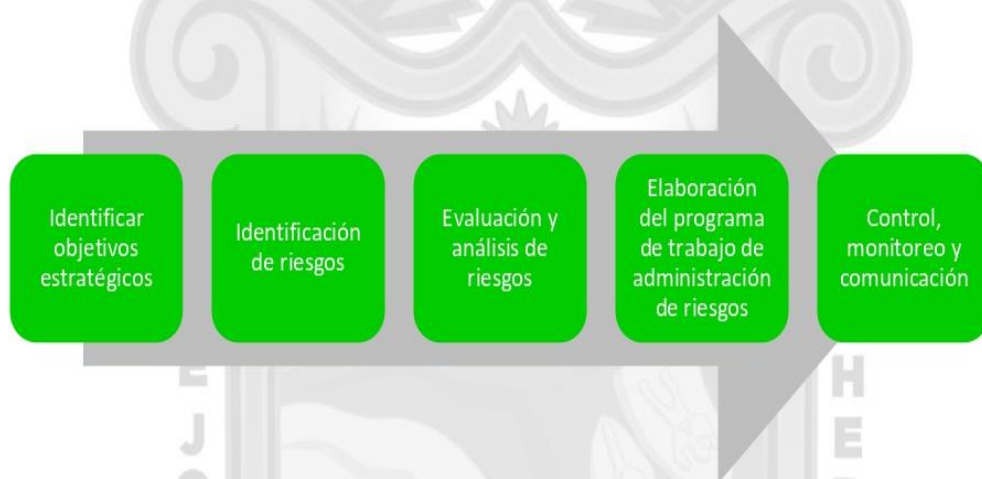 Identificar
objetivos
estratégicos
Identificación
de riesgos
Evaluación y
análisis de
riesgos
Elaboración
del programa
de trabajo de
administración
de riesgos
Control,
monitoreo y
comunicación
E
J
H
E